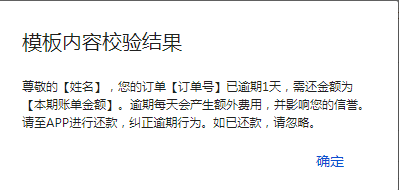 模板内容校验结果
尊敬的【姓名】，您的订单【订单号】已逾期1天，需还金额为
【本期账单金额】。逾期每天会产生额外费用，并影响您的信誉。
请至APP进行还款，纠正逾期行为。如已还款，请忽略。
确定